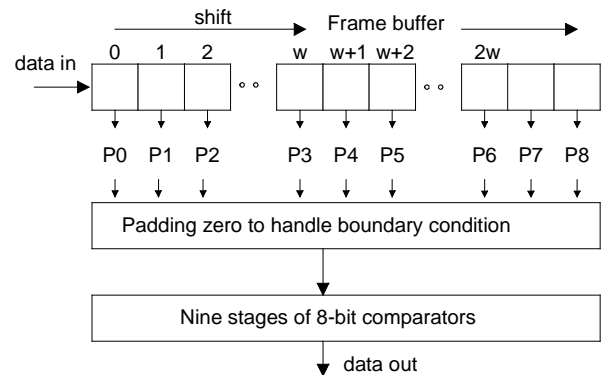 shift Frame buffer
data in 0 1 2 w w+1 w+2 2w
P0 P1 P2 P3 P4 P5 P6 P7 P8
Padding zero to handle boundary condition
Nine stages of 8-bit comparators
data out